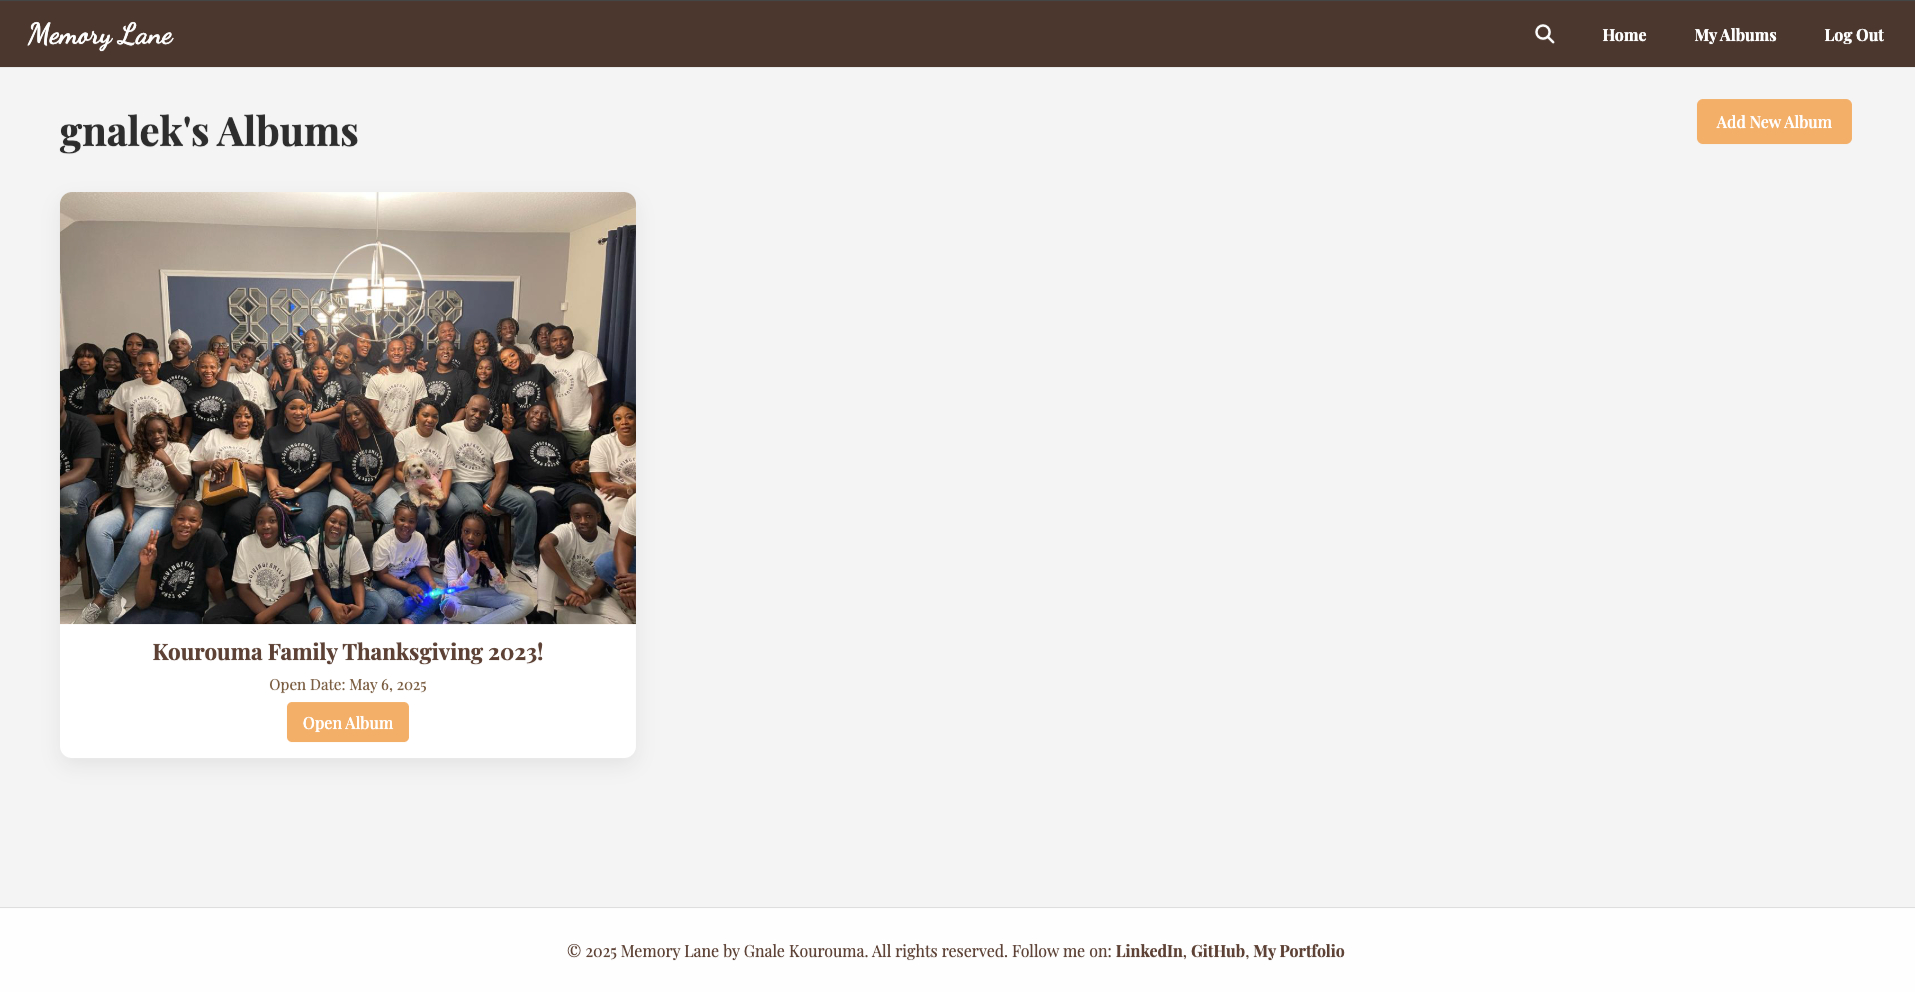 Memory Lane
Home
My Albums
Log Out
gnalek's Albums
Add New Album
Kourouma Family Thanksgiving 2023!
Open Date: May 6, 2025
Open Album
© 2025 Memory Lane by Gnale Kourouma. All rights reserved. Follow me on: LinkedIn, GitHub, My Portfolio